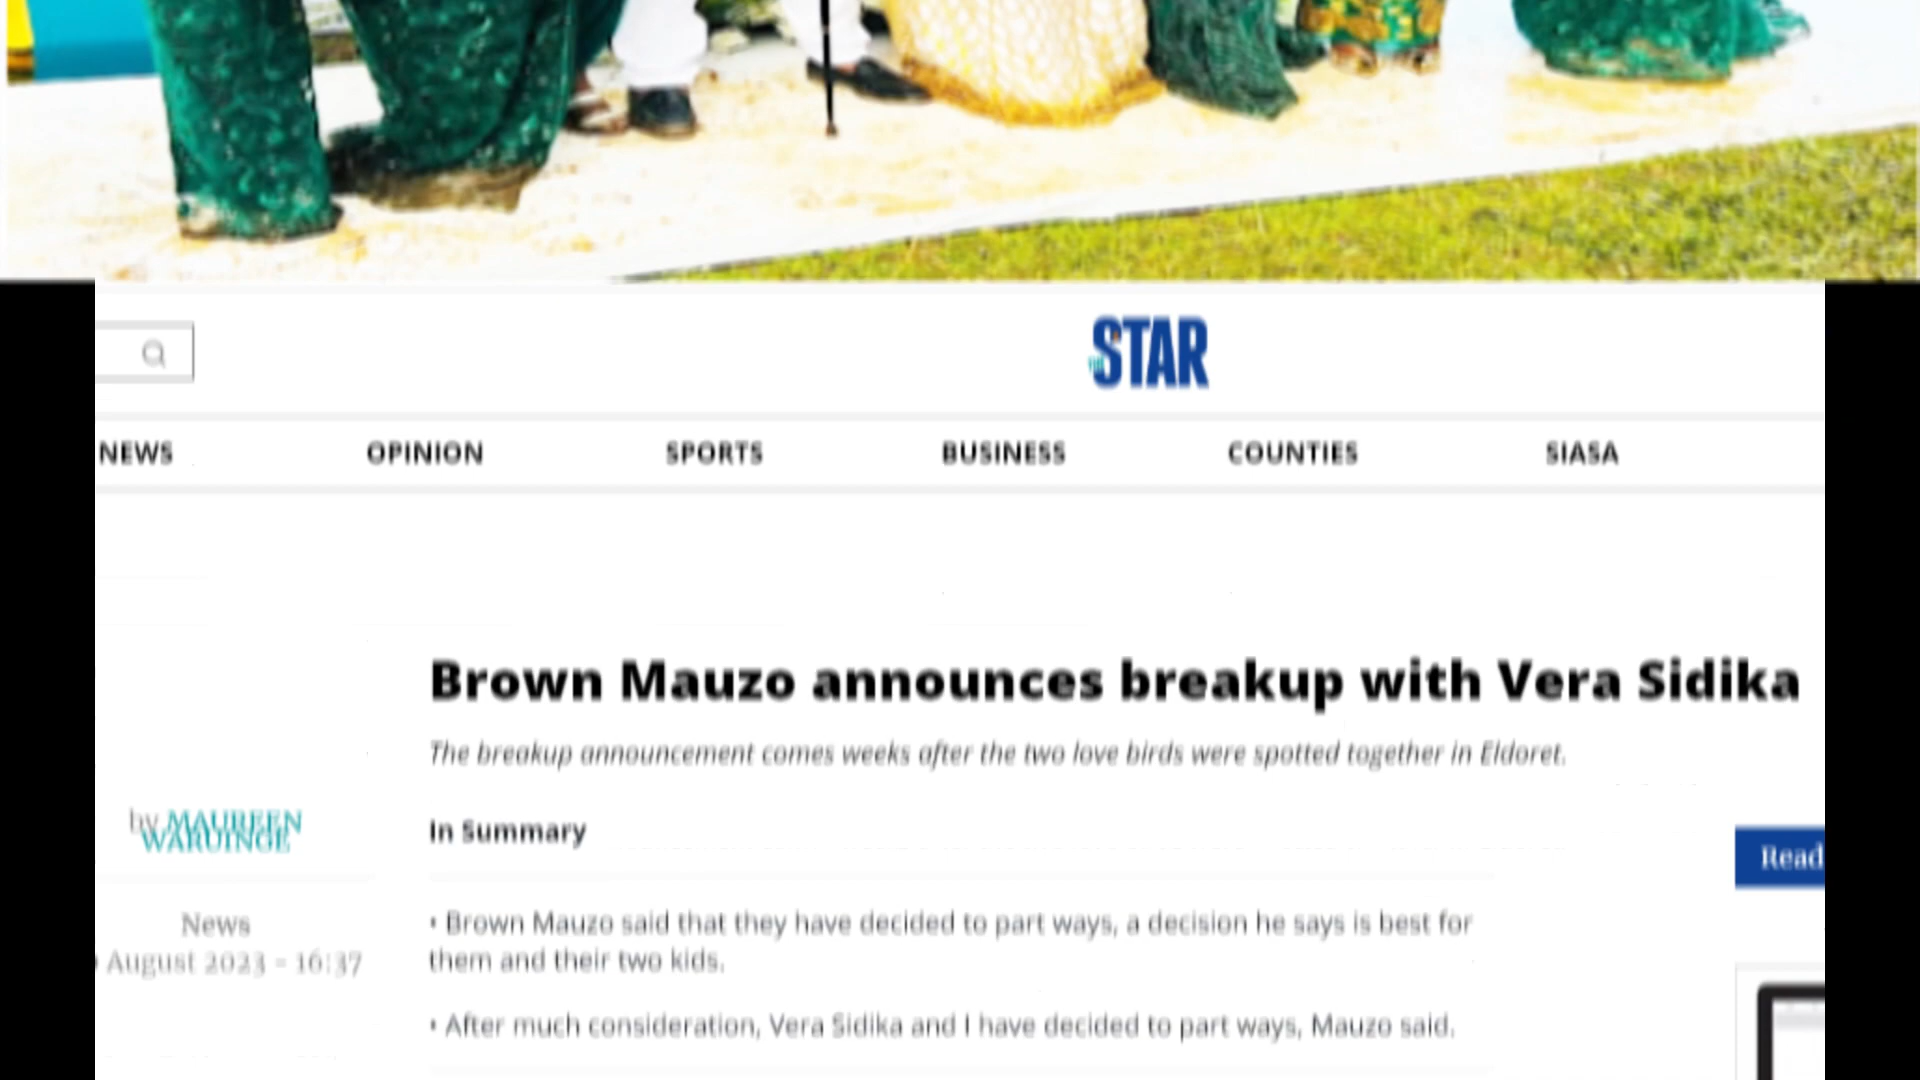 STAR
NEWS OPINION SPORTS BUSINESS COUNTIES SIASA
Brown Mauzo announces breakup with Vera Sidika
The breakup announcement comes weeks after the two love birds were spotted together in Eldoret.
by MAUREEN
WARUINGE
In Summary
Read
News
August 2023 - 16:37
• Brown Mauzo said that they have decided to part ways, a decision he says is best for
them and their two kids.
• After much consideration, Vera Sidika and I have decided to part ways, Mauzo said.